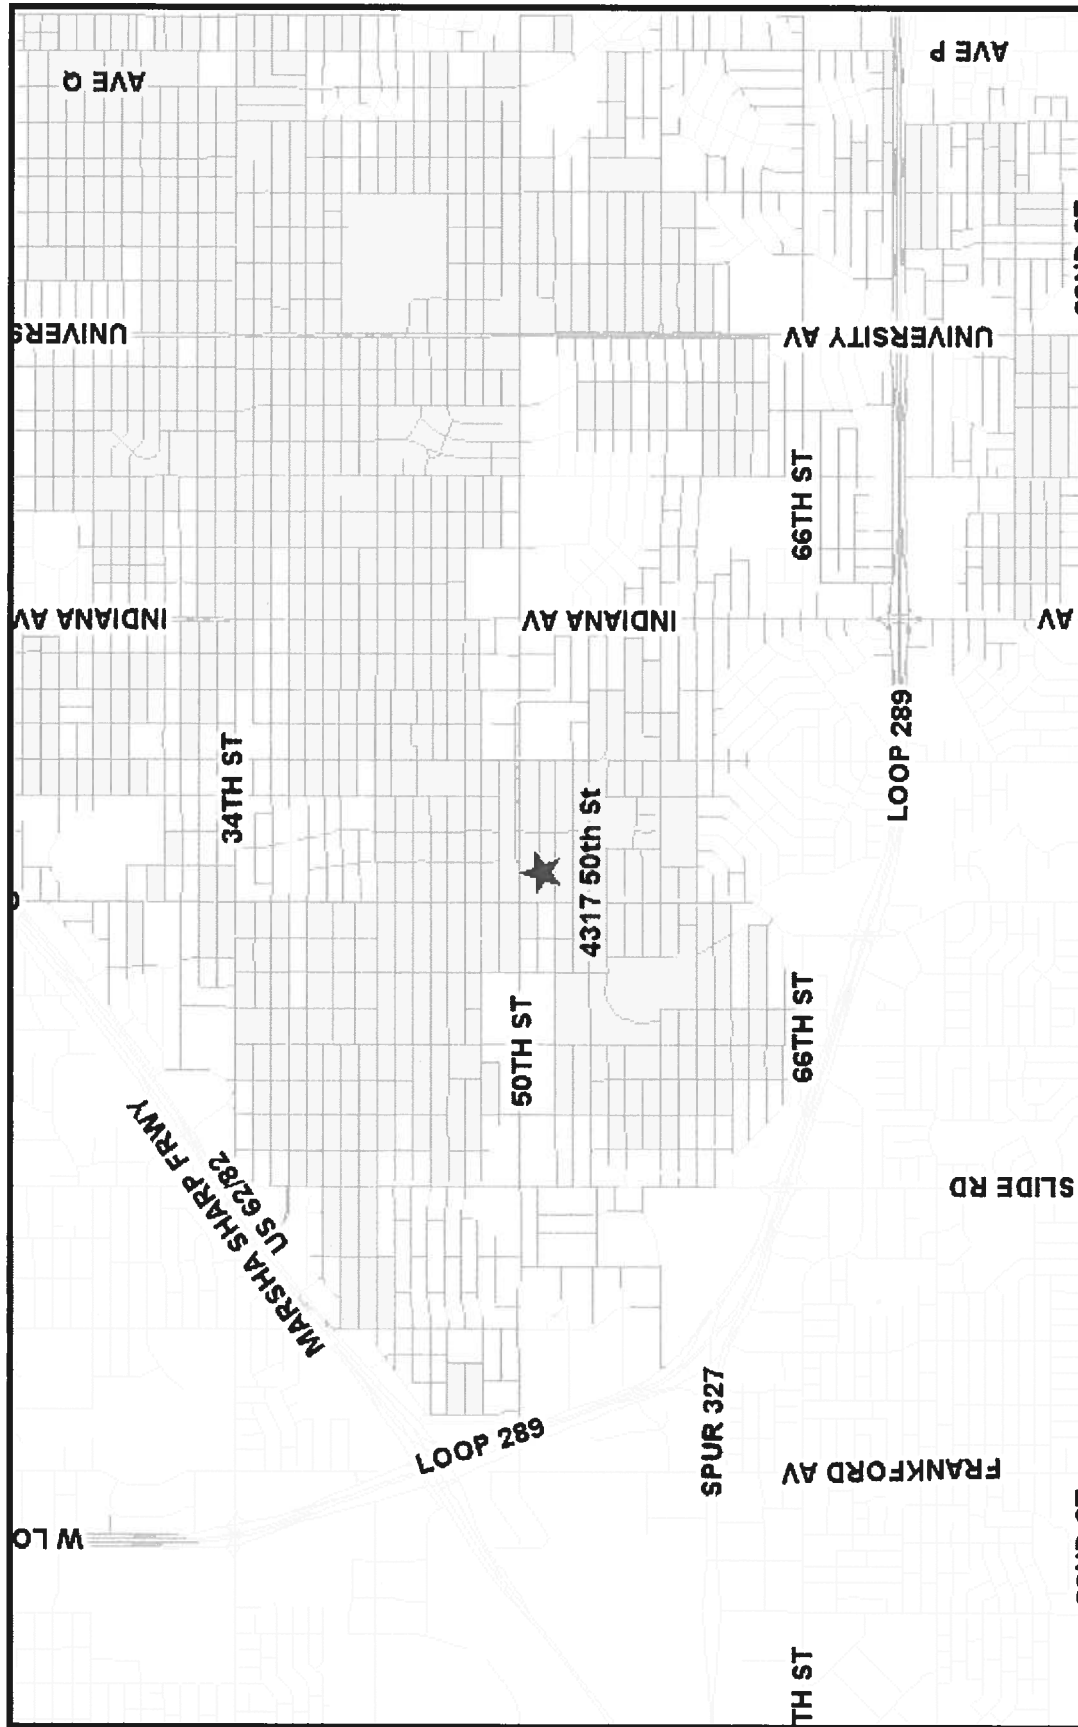 AVE Q
AVE P
UNIVERS
UNIVERSITY AV
66TH ST
INDIANA AV
INDIANA AV
AV
34TH ST
LOOP 289
4317 50th St
50TH ST
66TH ST
MARSHA SHARP FRWY
US 62/82
SLIDE RD
LOOP 289
SPUR 327
FRANKFORD AV
W LO
TH ST